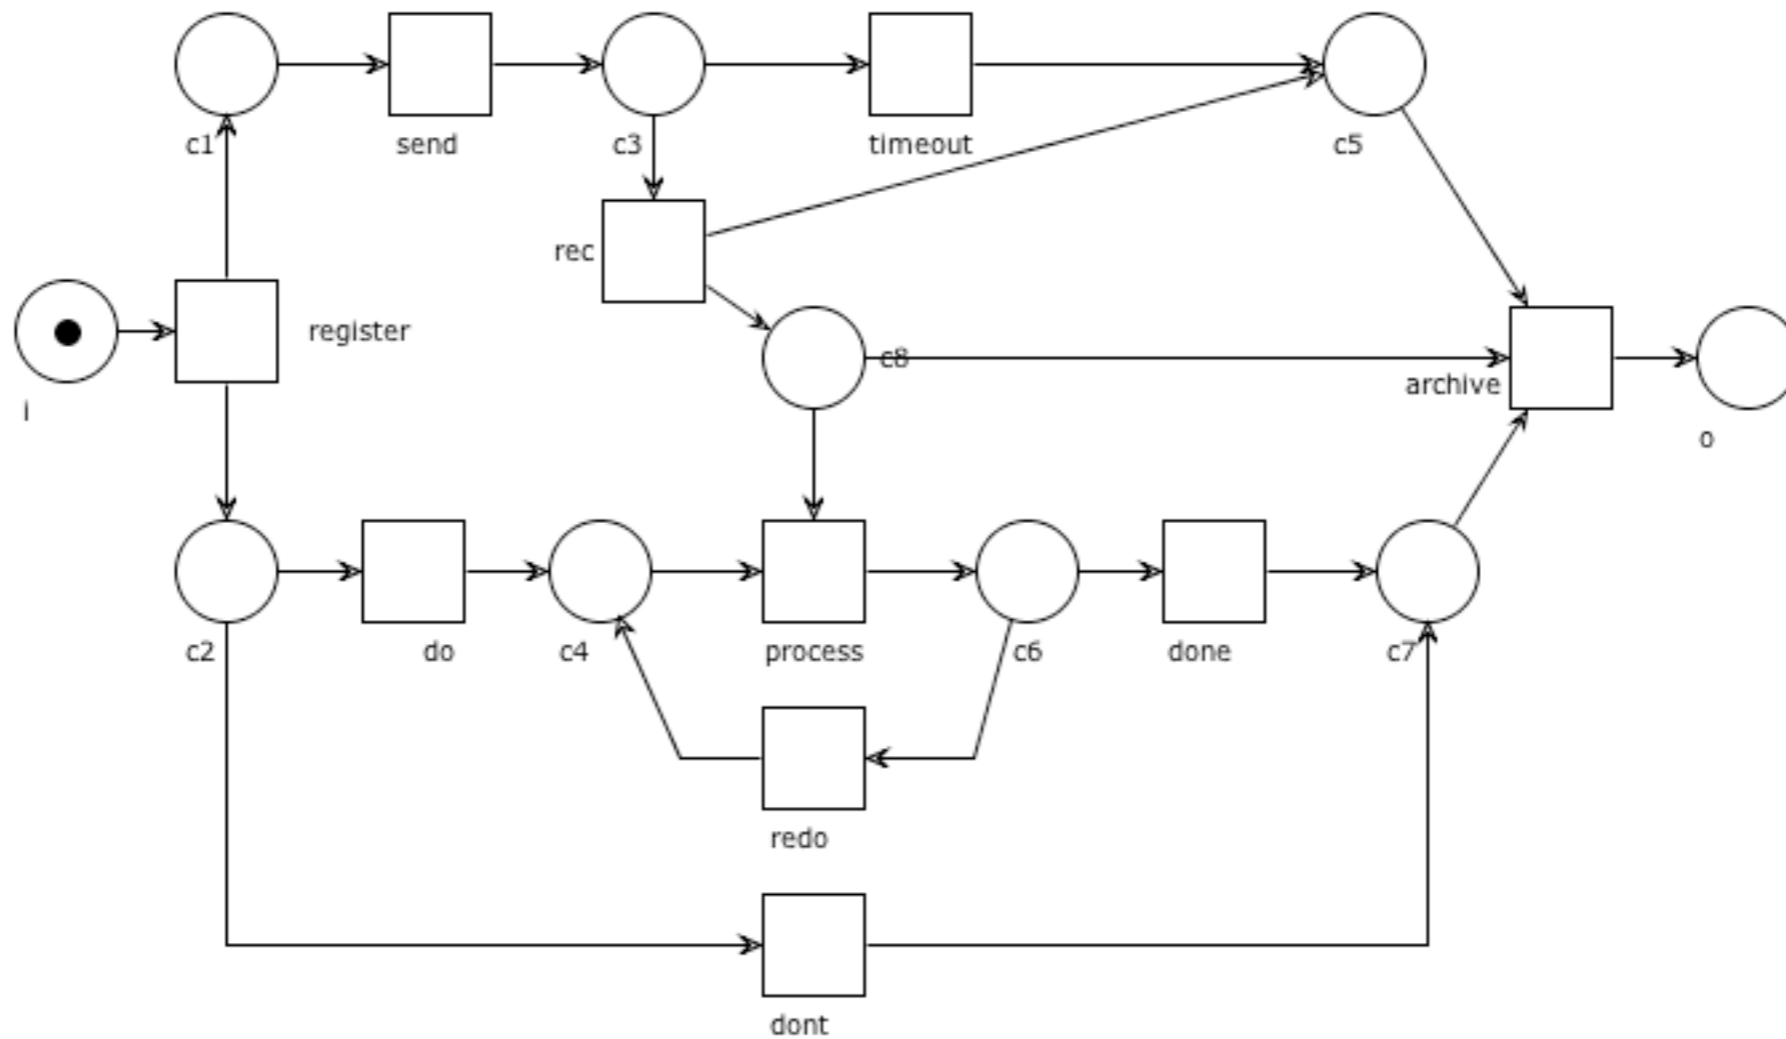 c1
send
c3
timeout
c5
rec
i
register
c8
archive
o
c2
do
c4
process
c6
done
c7
redo
dont